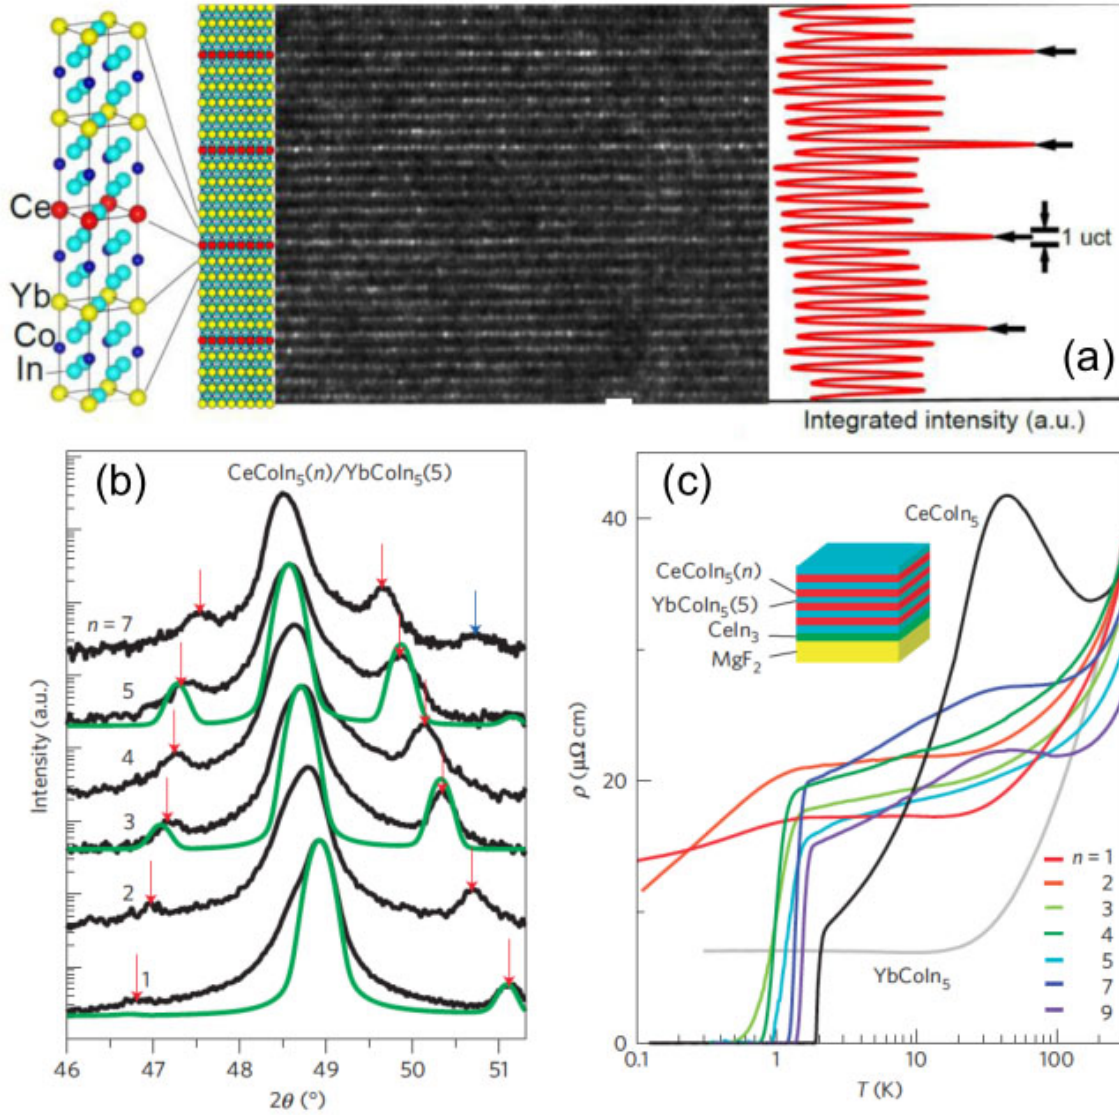 Ce
Yb
Co
In
1 uct
(a)
Integrated intensity (a.u.)
(b)
CeCoIn₅(n)/YbCoIn₅(5)
n = 7
5
4
3
2
1
Intensity (a.u.)
46 47 48 49 50 51
2θ (°)
(c)
CeCoIn₅
CeCoIn₅(n)
YbCoIn₅(5)
CeIn₃
MgF₂
YbCoIn₅
n = 1
2
3
4
5
7
9
40
20
0
ρ (μΩ cm)
0.1 1 10 100
T (K)